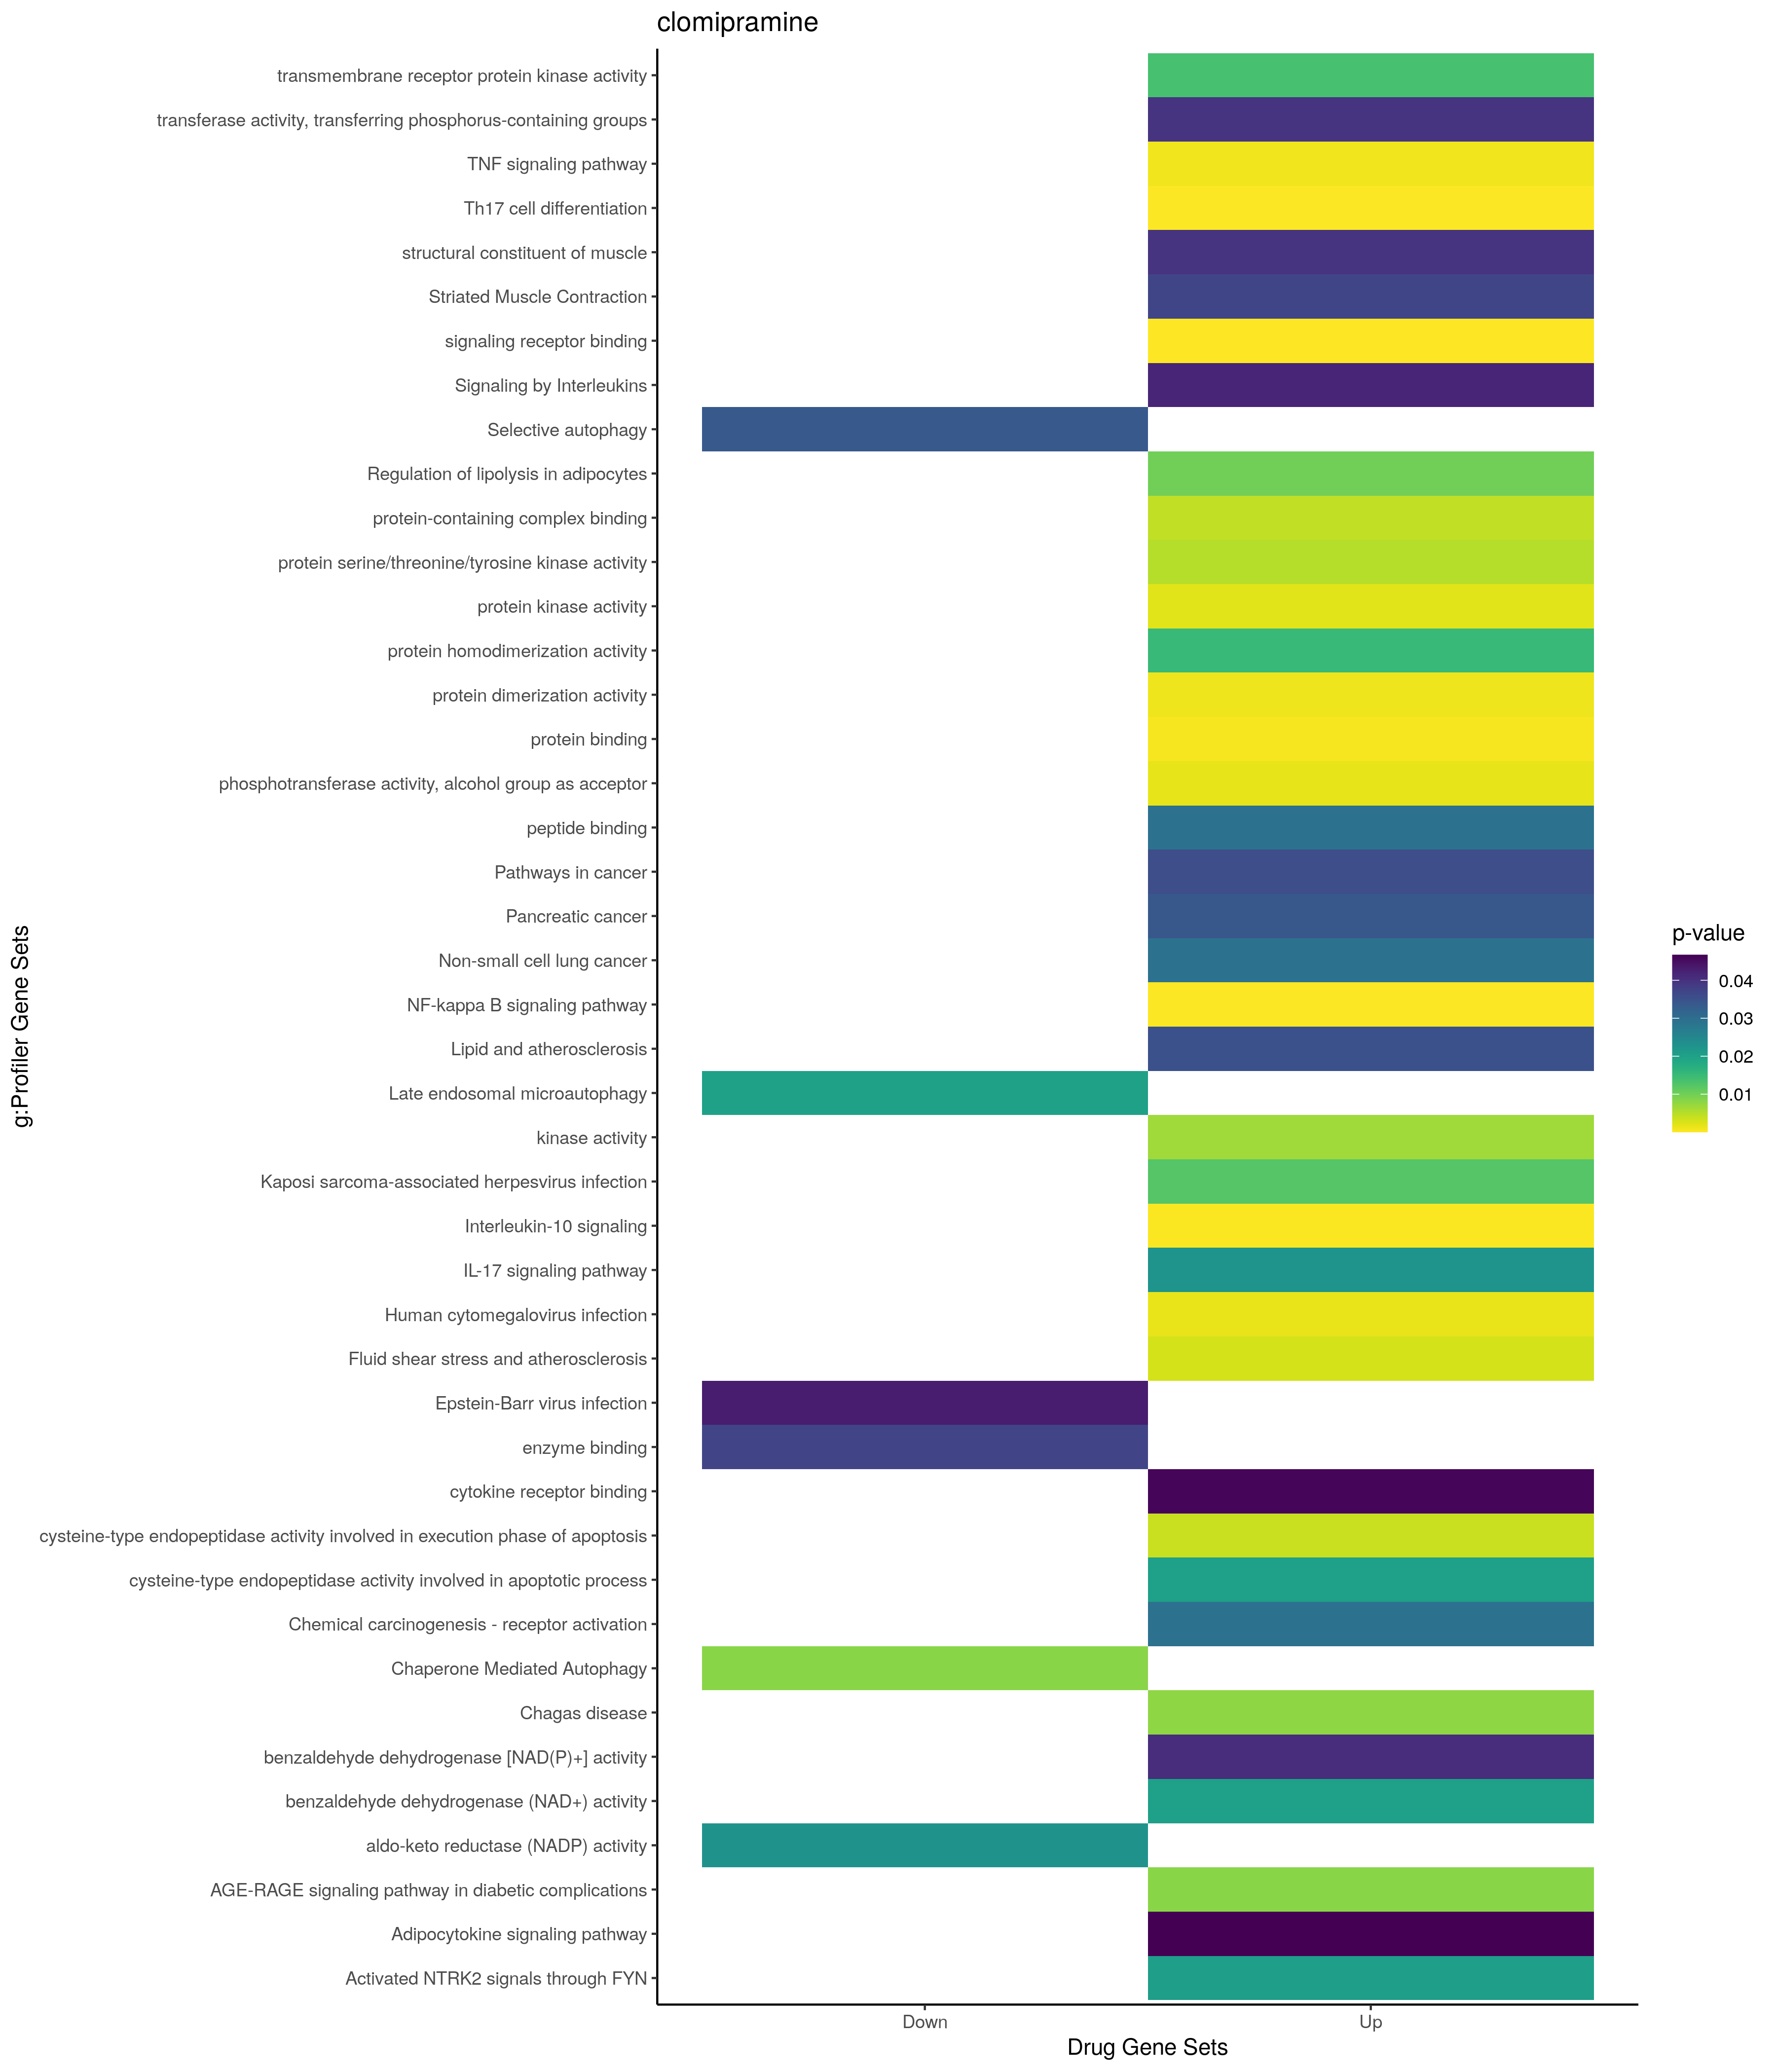 clomipramine
transmembrane receptor protein kinase activity
transferase activity, transferring phosphorus-containing groups
TNF signaling pathway
Th17 cell differentiation
structural constituent of muscle
Striated Muscle Contraction
signaling receptor binding
Signaling by Interleukins
Selective autophagy
Regulation of lipolysis in adipocytes
protein-containing complex binding
protein serine/threonine/tyrosine kinase activity
protein kinase activity
protein homodimerization activity
protein dimerization activity
protein binding
phosphotransferase activity, alcohol group as acceptor
peptide binding
Pathways in cancer
Pancreatic cancer
Non-small cell lung cancer
NF-kappa B signaling pathway
Lipid and atherosclerosis
Late endosomal microautophagy
kinase activity
Kaposi sarcoma-associated herpesvirus infection
Interleukin-10 signaling
IL-17 signaling pathway
Human cytomegalovirus infection
Fluid shear stress and atherosclerosis
Epstein-Barr virus infection
enzyme binding
cytokine receptor binding
cysteine-type endopeptidase activity involved in execution phase of apoptosis
cysteine-type endopeptidase activity involved in apoptotic process
Chemical carcinogenesis - receptor activation
Chaperone Mediated Autophagy
Chagas disease
benzaldehyde dehydrogenase [NAD(P)+] activity
benzaldehyde dehydrogenase (NAD+) activity
aldo-keto reductase (NADP) activity
AGE-RAGE signaling pathway in diabetic complications
Adipocytokine signaling pathway
Activated NTRK2 signals through FYN
g:Profiler Gene Sets
Down
Up
Drug Gene Sets
p-value
0.04
0.03
0.02
0.01